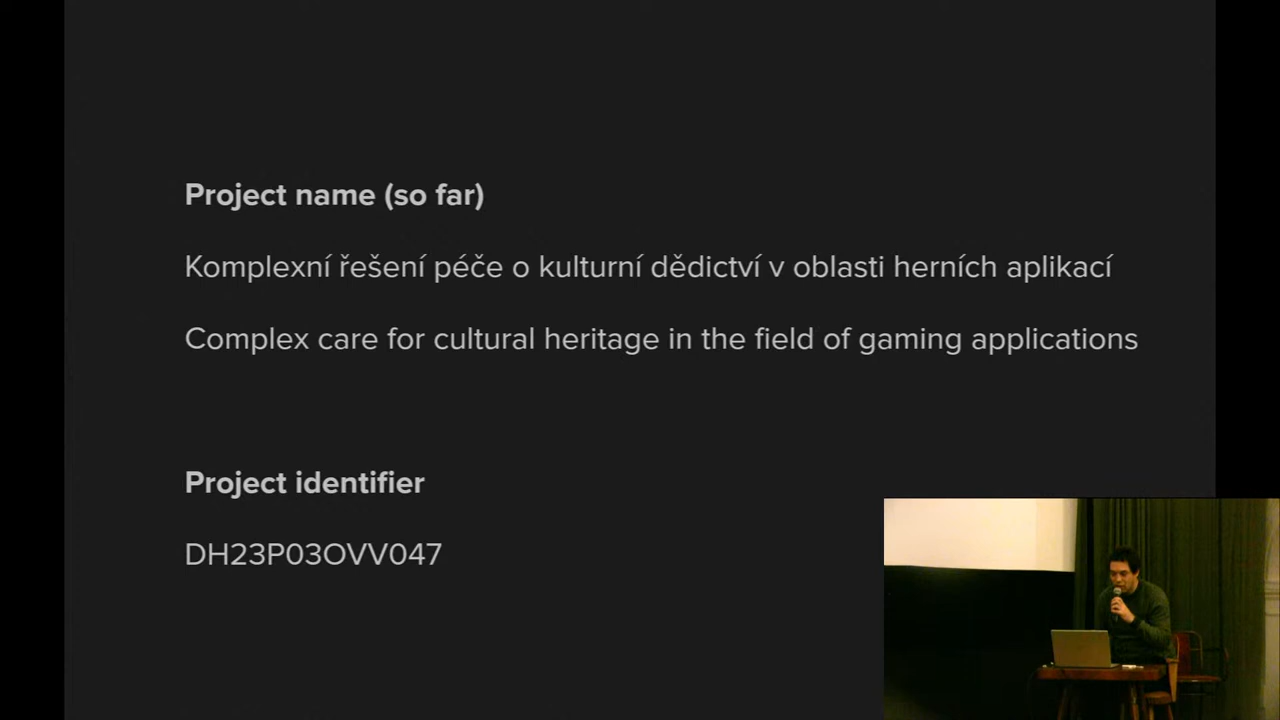 Project name (so far)
Komplexní řešení péče o kulturní dědictví v oblasti herních aplikací
Complex care for cultural heritage in the field of gaming applications
Project identifier
DH23P03OVV047